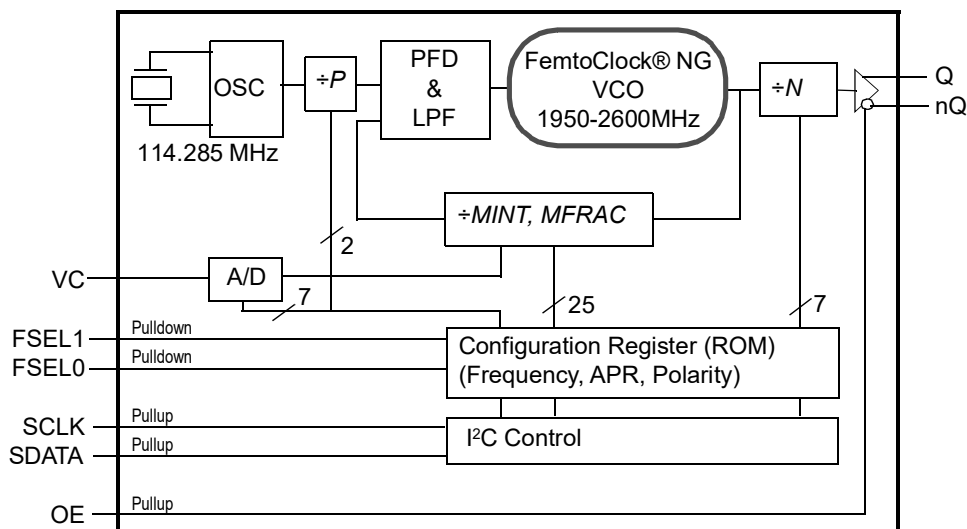 OSC
÷P
PFD
&
LPF
FemtoClock® NG
VCO
1950-2600MHz
÷N
Q
nQ
114.285 MHz
÷MINT, MFRAC
2
VC
A/D
7
25
7
FSEL1
Pulldown
FSEL0
Pulldown
Configuration Register (ROM)
(Frequency, APR, Polarity)
SCLK
Pullup
SDATA
Pullup
I²C Control
OE
Pullup